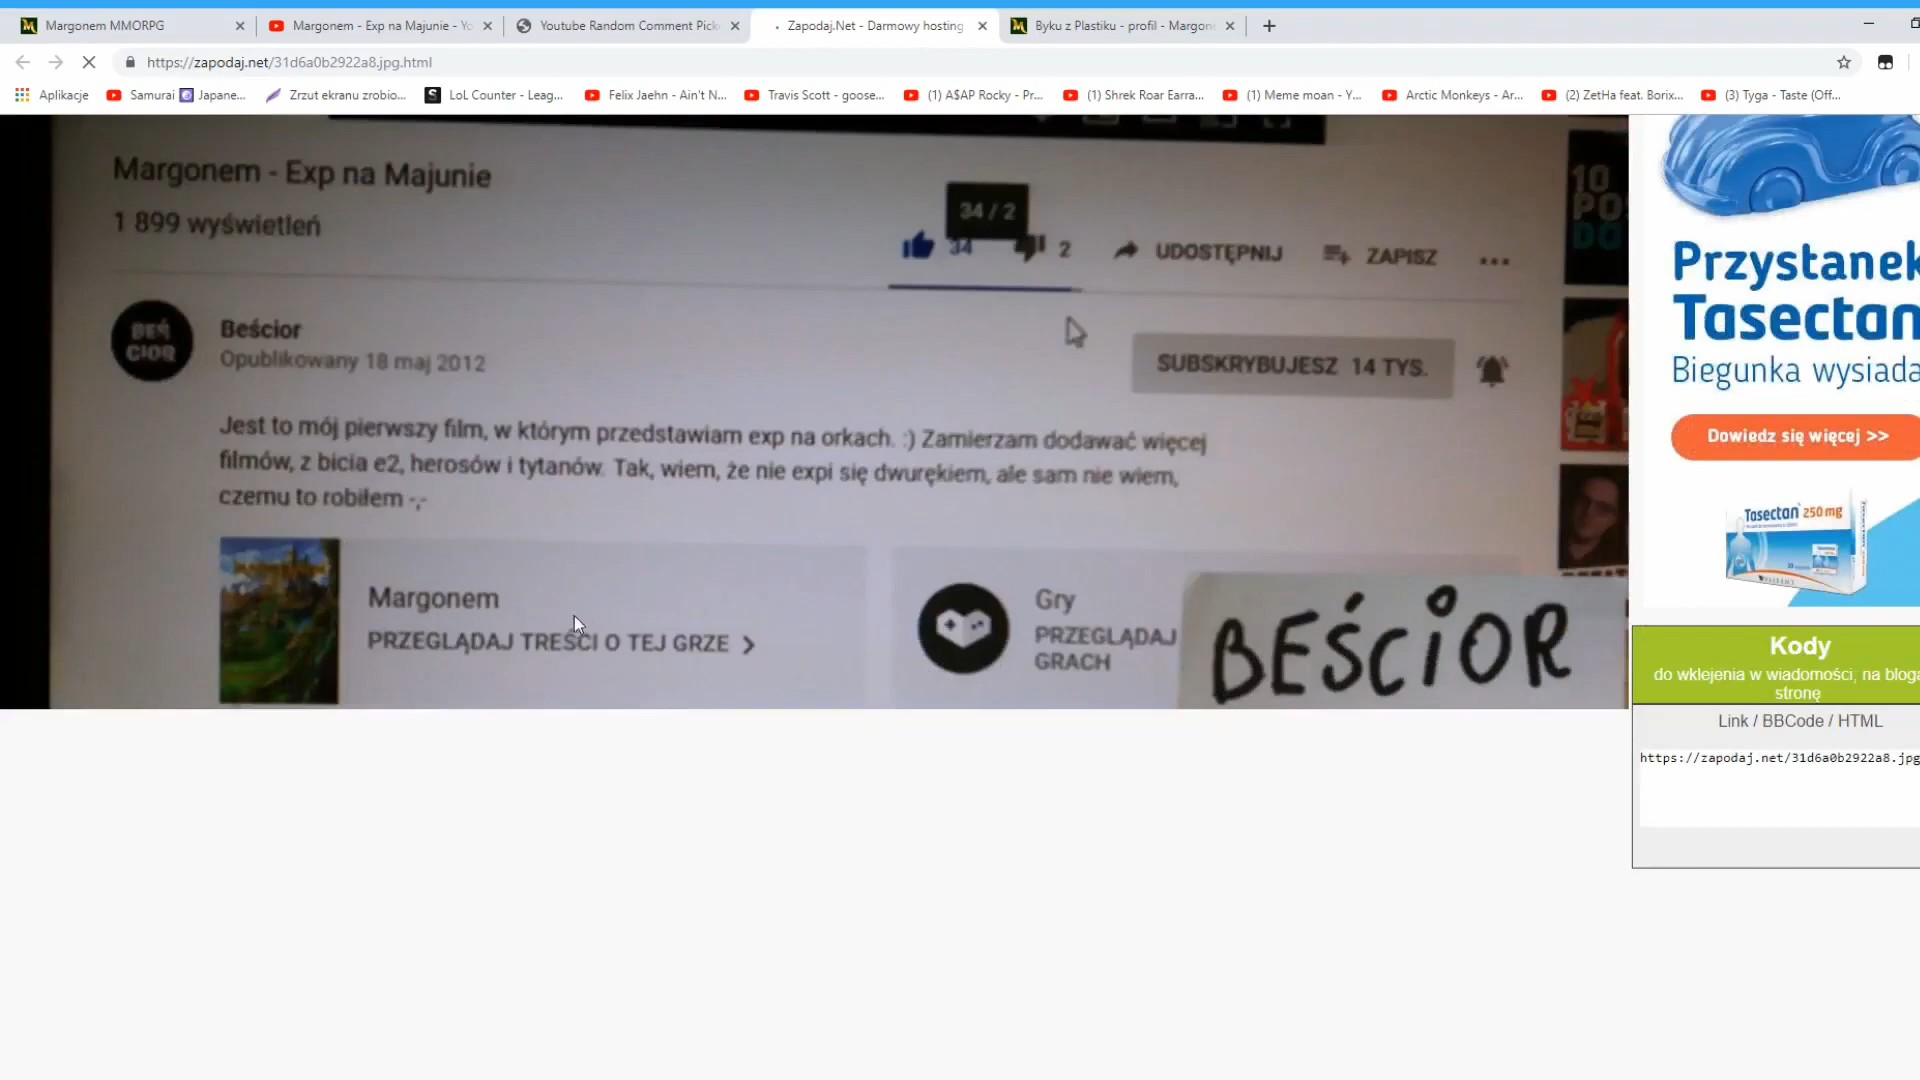 Margonem MMORPG
Margonem - Exp na Majunie - Yo
Youtube Random Comment Pick
Zapodaj.Net - Darmowy hosting
Byku z Plastiku - profil - Margone
https://zapodaj.net/31d6a0b2922a8.jpg.html
Aplikacje
Samurai
Japane...
Zrzut ekranu zrobio...
LoL Counter - Leag...
Felix Jaehn - Ain't N...
Travis Scott - goose...
(1) A$AP Rocky - Pr...
(1) Shrek Roar Earra...
(1) Meme moan - Y...
Arctic Monkeys - Ar...
(2) ZetHa feat. Borix...
(3) Tyga - Taste (Off...
Margonem - Exp na Majunie
1 899 wyświetleń
34 / 2
34
2
UDOSTĘPNIJ
ZAPISZ
BEŚ
CIOR
Beścior
Opublikowany 18 maj 2012
SUBSKRYBUJESZ 14 TYS.
Jest to mój pierwszy film, w którym przedstawiam exp na orkach. :) Zamierzam dodawać więcej
filmów, z bicia e2, herosów i tytanów. Tak, wiem, że nie expi się dwurękiem, ale sam nie wiem,
czemu to robiłem -,-
Margonem
PRZEGLĄDAJ TREŚCI O TEJ GRZE
Gry
PRZEGLĄDAJ
GRACH
BEŚCIOR
10
PO
DO
Przystanek
Tasectan
Biegunka wysiada
Dowiedz się więcej >>
Tasectan 250 mg
Kody
do wklejenia w wiadomości, na bloga
stronę
Link / BBCode / HTML
https://zapodaj.net/31d6a0b2922a8.jpg